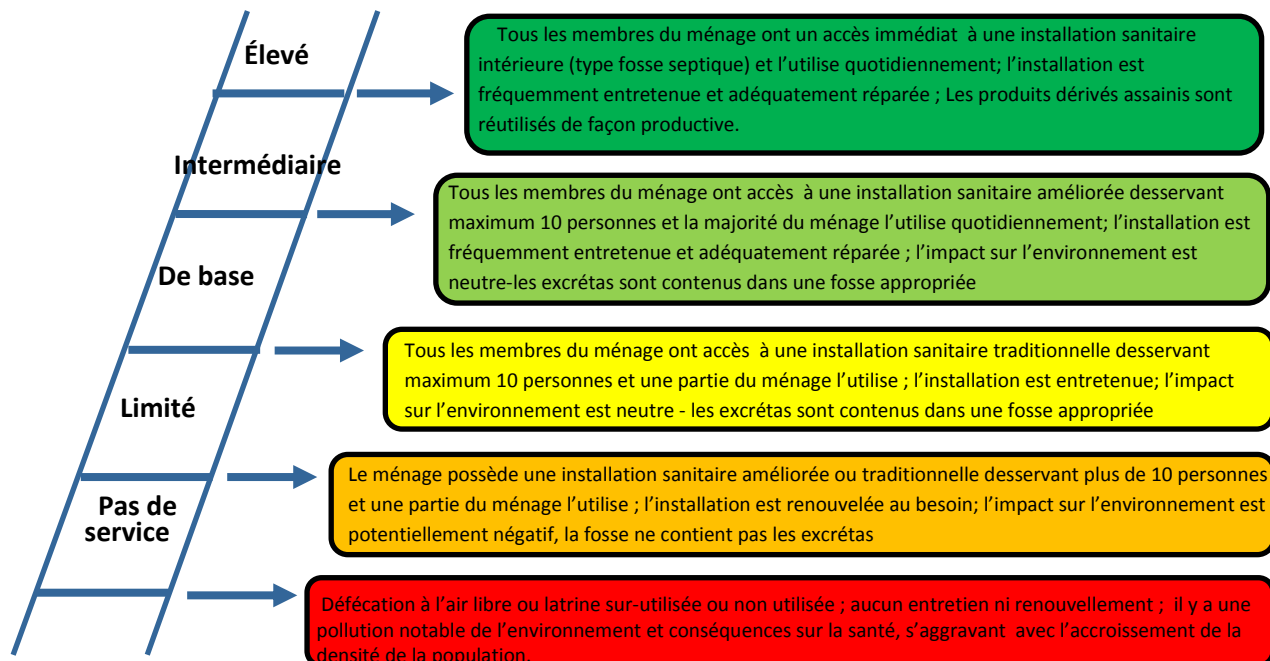 Élevé
Tous les membres du ménage ont un accès immédiat à une installation sanitaire
intérieure (type fosse septique) et l’utilise quotidiennement; l’installation est
fréquemment entretenue et adéquatement réparée ; Les produits dérivés assainis sont
réutilisés de façon productive.
Intermédiaire
Tous les membres du ménage ont accès à une installation sanitaire améliorée desservant
maximum 10 personnes et la majorité du ménage l’utilise quotidiennement; l’installation est
fréquemment entretenue et adéquatement réparée ; l’impact sur l’environnement est
neutre-les excrétas sont contenus dans une fosse appropriée
De base
Tous les membres du ménage ont accès à une installation sanitaire traditionnelle desservant
maximum 10 personnes et une partie du ménage l’utilise ; l’installation est entretenue; l’impact
sur l’environnement est neutre - les excrétas sont contenus dans une fosse appropriée
Limité
Le ménage possède une installation sanitaire améliorée ou traditionnelle desservant plus de 10 personnes
et une partie du ménage l’utilise ; l’installation est renouvelée au besoin; l’impact sur l’environnement est
potentiellement négatif, la fosse ne contient pas les excrétas
Pas de
service
Défécation à l’air libre ou latrine sur-utilisée ou non utilisée ; aucun entretien ni renouvellement ; il y a une
pollution notable de l’environnement et conséquences sur la santé, s’aggravant avec l’accroissement de la
densité de la population.